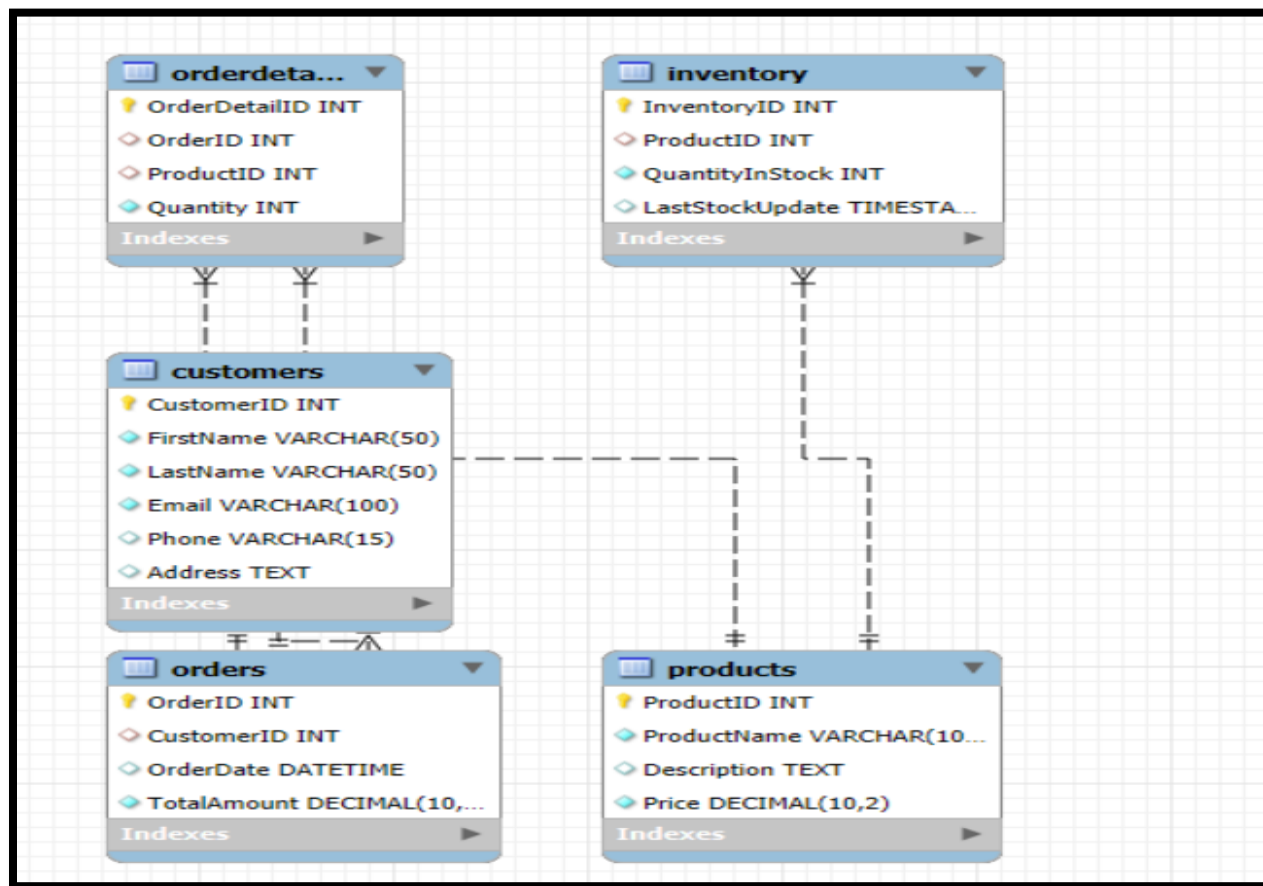 orderdeta...
OrderDetailID INT
OrderID INT
ProductID INT
Quantity INT
Indexes
inventory
InventoryID INT
ProductID INT
QuantityInStock INT
LastStockUpdate TIMESTA...
Indexes
customers
CustomerID INT
FirstName VARCHAR(50)
LastName VARCHAR(50)
Email VARCHAR(100)
Phone VARCHAR(15)
Address TEXT
Indexes
orders
OrderID INT
CustomerID INT
OrderDate DATETIME
TotalAmount DECIMAL(10,...
Indexes
products
ProductID INT
ProductName VARCHAR(10...
Description TEXT
Price DECIMAL(10,2)
Indexes